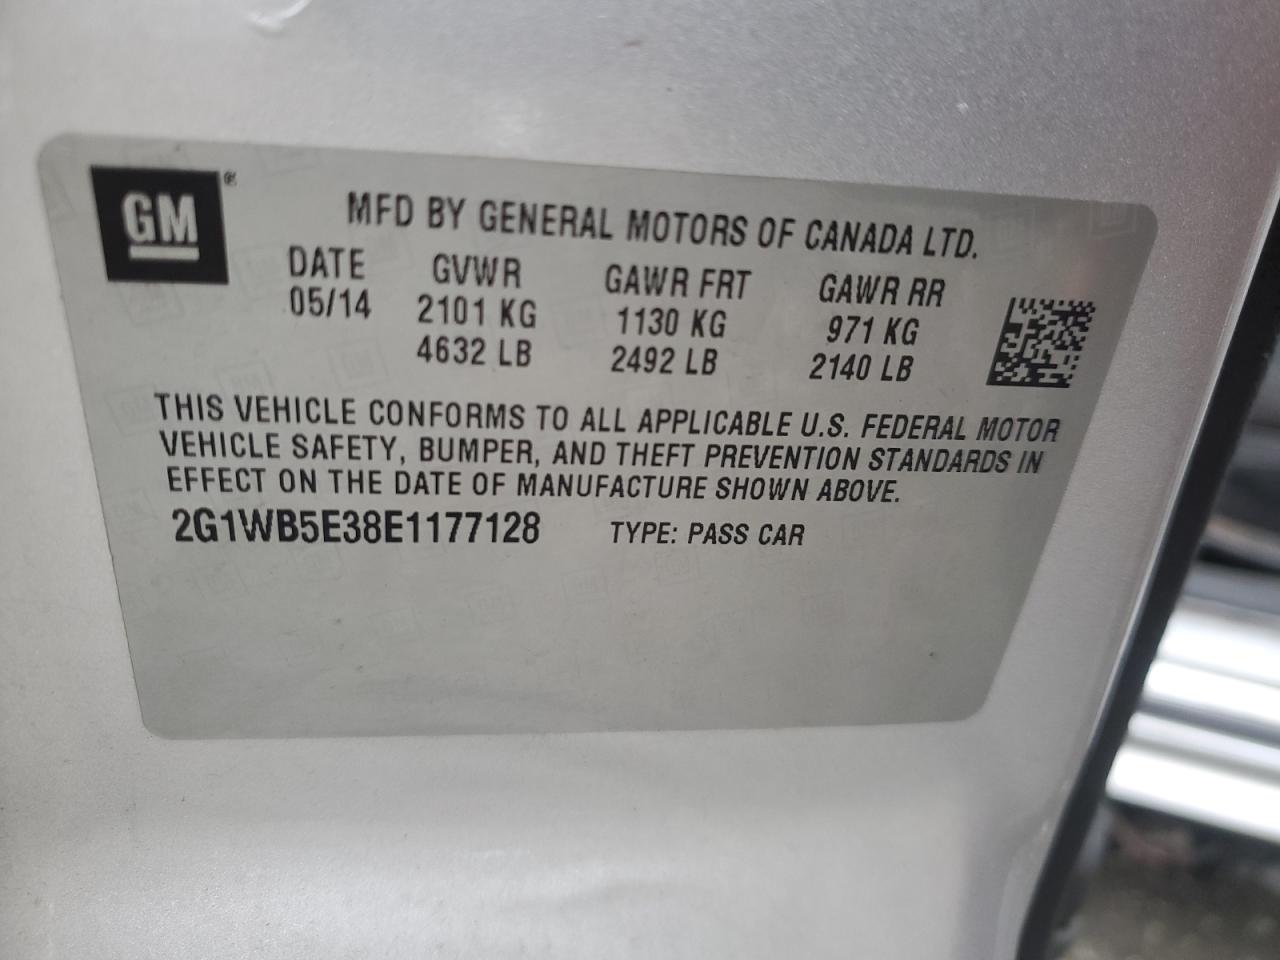 GM®
MFD BY GENERAL MOTORS OF CANADA LTD.
DATE GVWR GAWR FRT GAWR RR
05/14 2101 KG 1130 KG 971 KG
4632 LB 2492 LB 2140 LB
THIS VEHICLE CONFORMS TO ALL APPLICABLE U.S. FEDERAL MOTOR
VEHICLE SAFETY, BUMPER, AND THEFT PREVENTION STANDARDS IN
EFFECT ON THE DATE OF MANUFACTURE SHOWN ABOVE.
2G1WB5E38E1177128 TYPE: PASS CAR